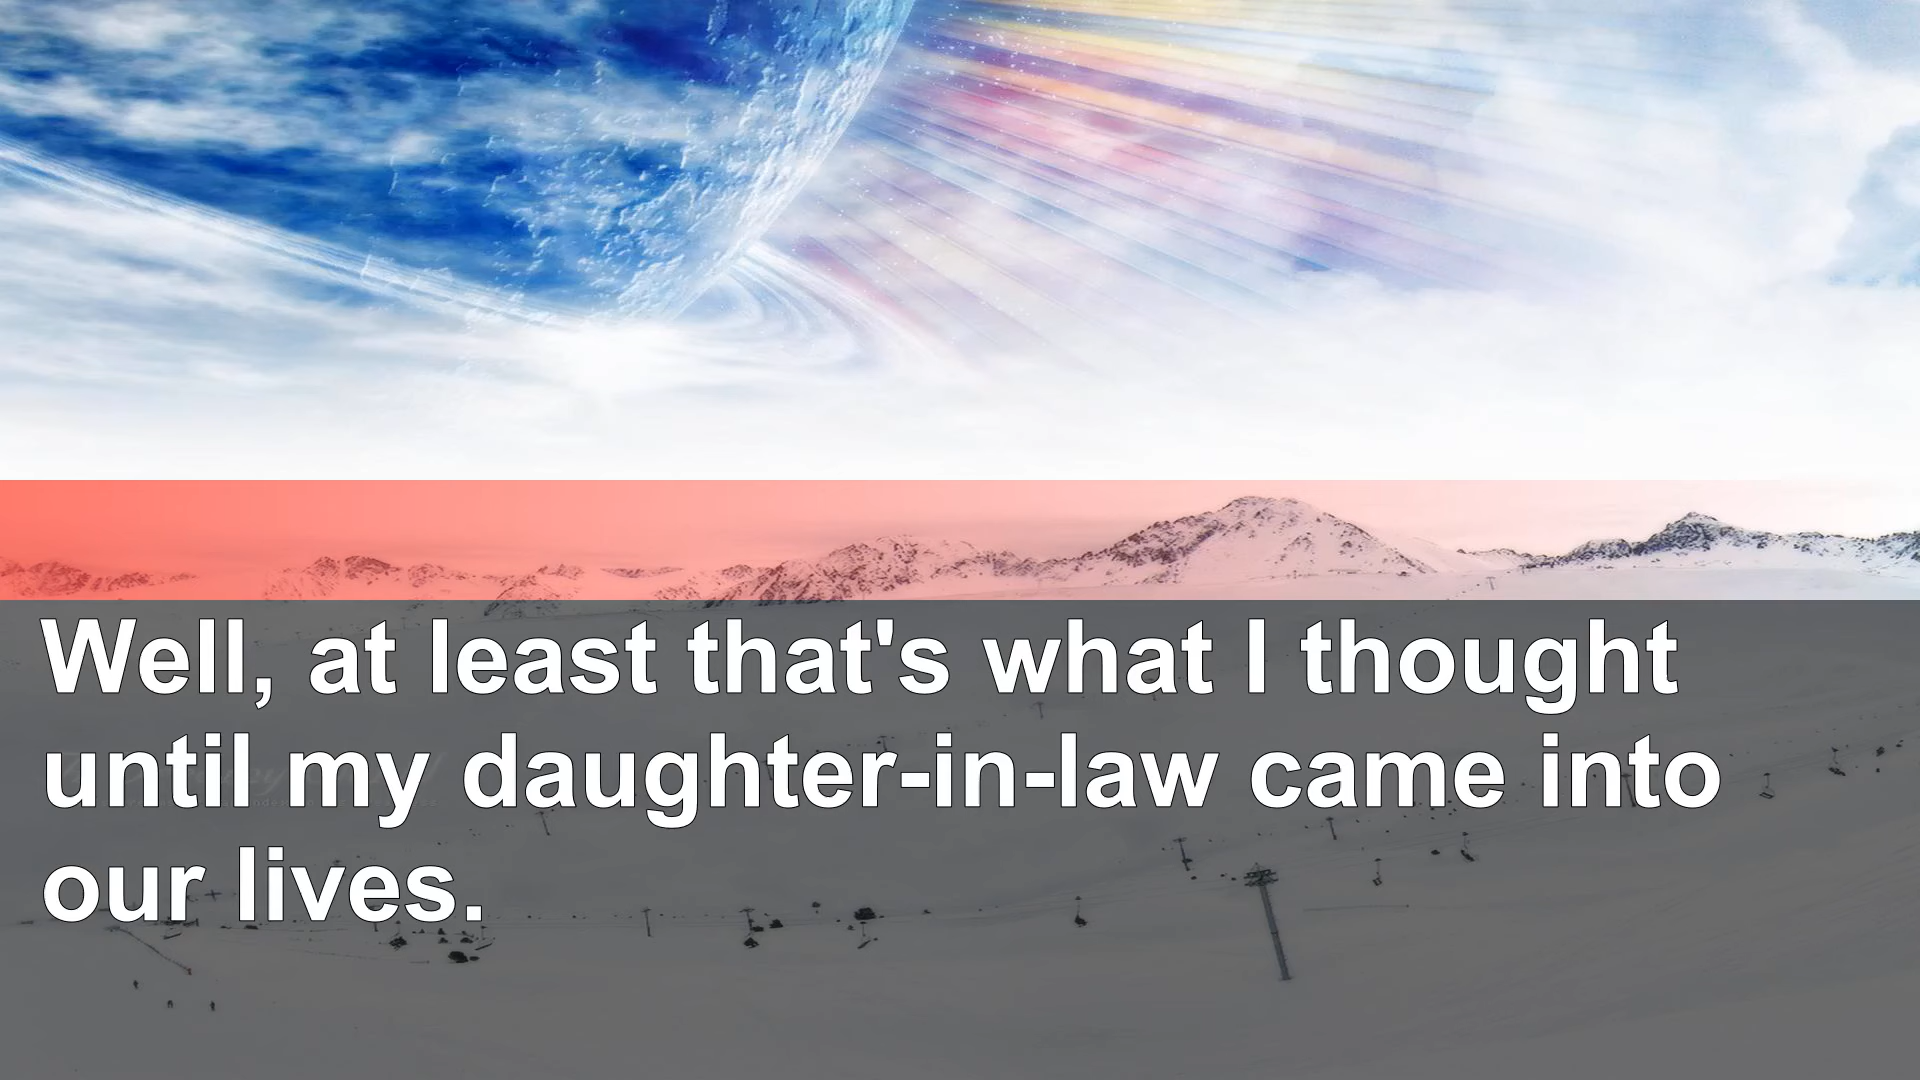 Well, at least that's what I thought
until my daughter-in-law came into
our lives.